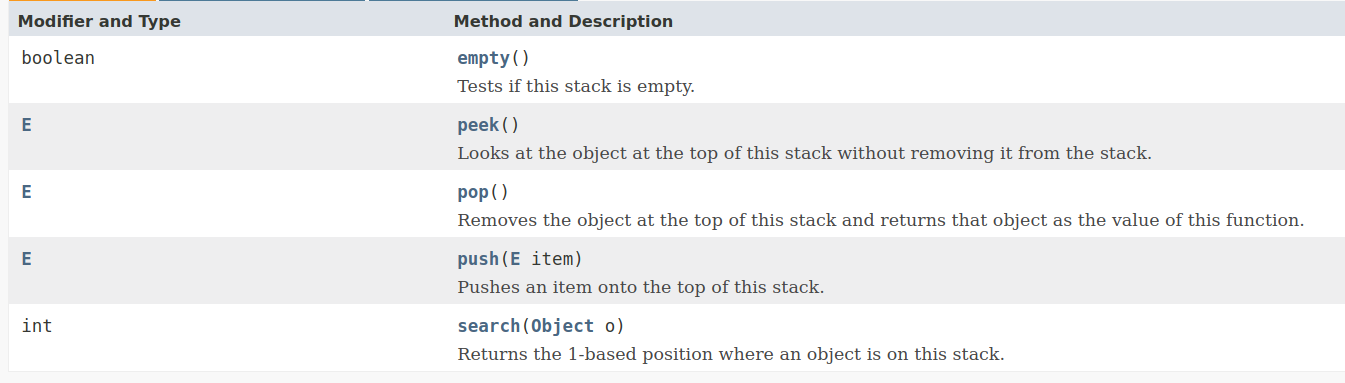 Modifier and Type Method and Description
boolean empty()
Tests if this stack is empty.
E peek()
Looks at the object at the top of this stack without removing it from the stack.
E pop()
Removes the object at the top of this stack and returns that object as the value of this function.
E push(E item)
Pushes an item onto the top of this stack.
int search(Object o)
Returns the 1-based position where an object is on this stack.